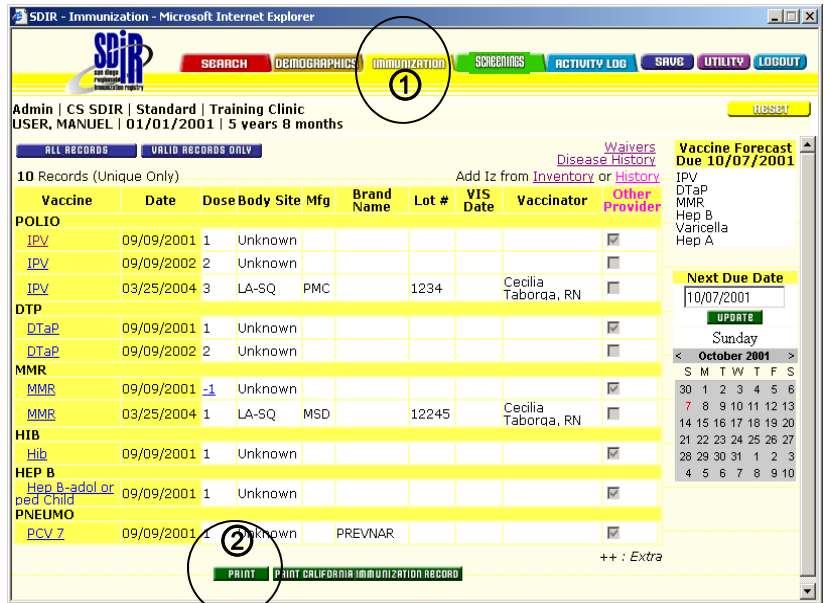 SDIR - Immunization - Microsoft Internet Explorer
SDIR
san diego
regional
immunization registry
SEARCH DEMOGRAPHICS IMMUNIZATION SCREENINGS ACTIVITY LOG SAVE UTILITY LOGOUT
1
Admin | CS SDIR | Standard | Training Clinic
RESET
USER, MANUEL | 01/01/2001 | 5 years 8 months
ALL RECORDS VALID RECORDS ONLY
Waivers
Disease History
10 Records (Unique Only) Add Iz from Inventory or History
Vaccine Date Dose Body Site Mfg Brand Name Lot # VIS Date Vaccinator Other Provider
POLIO
IPV 09/09/2001 1 Unknown
IPV 09/09/2002 2 Unknown
IPV 03/25/2004 3 LA-SQ PMC 1234 Cecilia Taborga, RN
DTP
DTaP 09/09/2001 1 Unknown
DTaP 09/09/2002 2 Unknown
MMR
MMR 09/09/2001 -1 Unknown
MMR 03/25/2004 1 LA-SQ MSD 12245 Cecilia Taborga, RN
HIB
Hib 09/09/2001 1 Unknown
HEP B
Hep B-adol or ped Child 09/09/2001 1 Unknown
PNEUMO
PCV 7 09/09/2001 1 Unknown PREVNAR
++ : Extra
2
PRINT PRINT CALIFORNIA IMMUNIZATION RECORD
Vaccine Forecast
Due 10/07/2001
IPV
DTaP
MMR
Hep B
Varicella
Hep A
Next Due Date
10/07/2001
UPDATE
Sunday
< October 2001 >
S M T W T F S
30 1 2 3 4 5 6
7 8 9 10 11 12 13
14 15 16 17 18 19 20
21 22 23 24 25 26 27
28 29 30 31 1 2 3
4 5 6 7 8 9 10